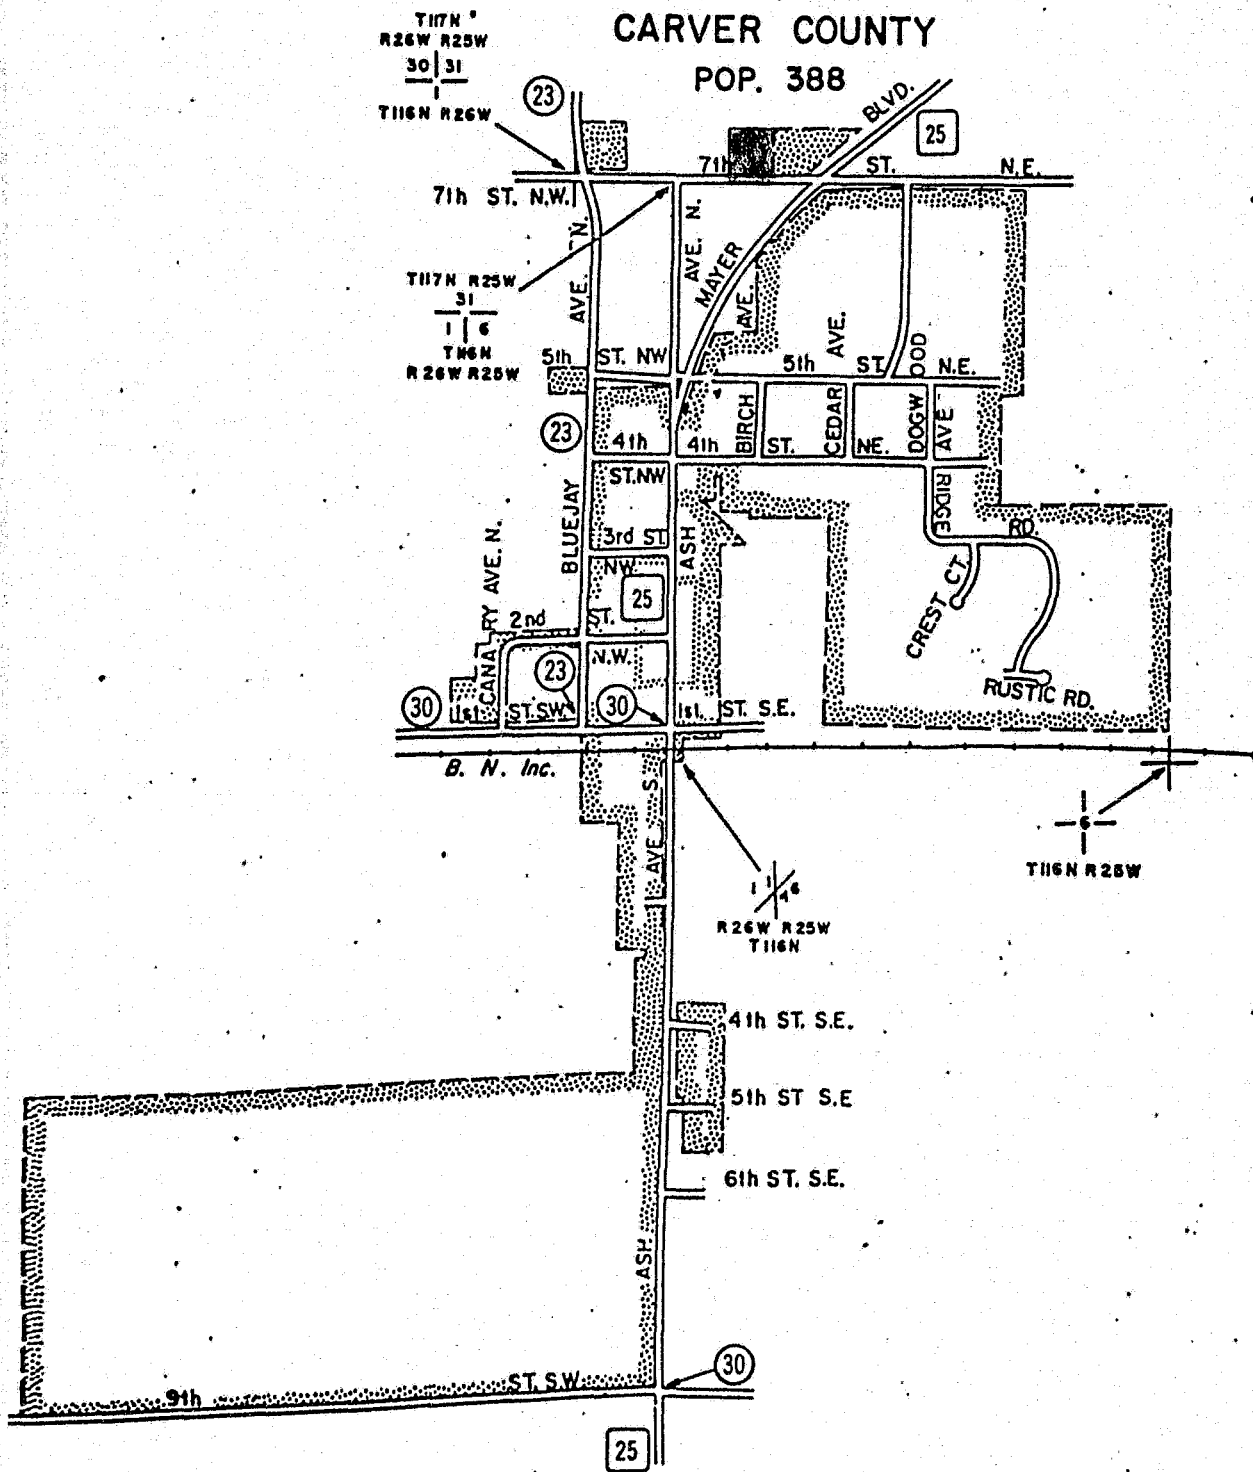 CARVER COUNTY
POP. 388
T117N
R26W R25W
30 31
1
T116N R26W
23
MAYER BLVD.
25
7th ST. N.E.
7th ST. N.W.
AVE. N.
AVE. N.
T117N R25W
31
1 6
T116N
R26W R25W
5th ST. NW
AVE.
AVE.
5th ST. N.E.
23
4th ST. NW
4th ST. NE.
BIRCH
CEDAR
DOGWOOD
AVE
BLUEJAY
3rd ST.
NW
ASH
RIDGE RD.
CREST CT.
RUSTIC RD.
25
CANARY AVE. N.
2nd ST.
N.W.
23
30
1st ST. SW.
30
1st. ST. S.E.
B. N. Inc.
AVE. S.
6
T116N R25W
1 1 6
4
R26W R25W
T116N
4th ST. S.E.
5th ST S.E
6th ST. S.E.
ASH
30
9th ST. S.W.
25